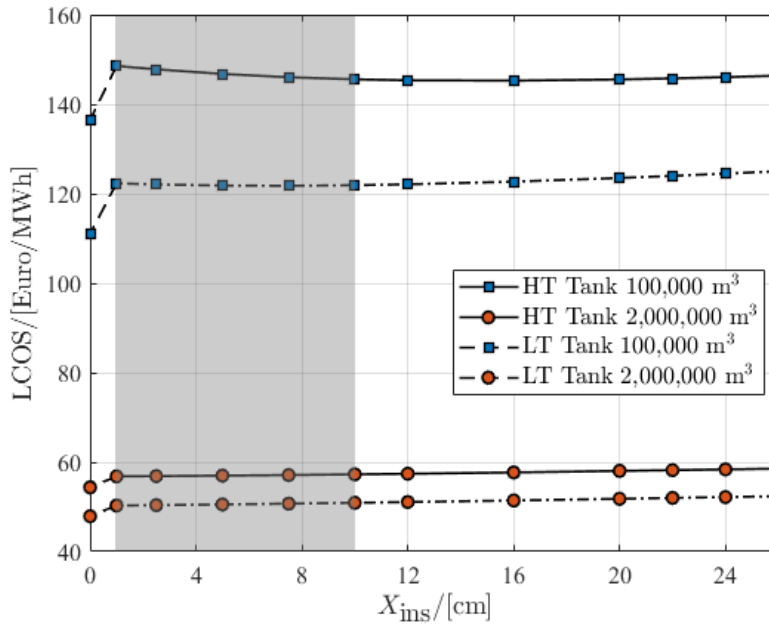 160
140
120
100
80
60
40
LCOS/[Euro/MWh]
HT Tank 100,000 m³
HT Tank 2,000,000 m³
LT Tank 100,000 m³
LT Tank 2,000,000 m³
0 4 8 12 16 20 24
X_ins/[cm]